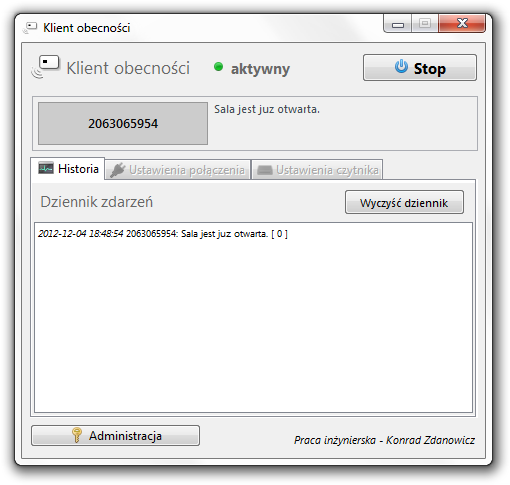 Klient obecności
Klient obecności aktywny Stop
2063065954 Sala jest juz otwarta.
Historia Ustawienia połączenia Ustawienia czytnika
Dziennik zdarzeń Wyczyść dziennik
2012-12-04 18:48:54 2063065954: Sala jest juz otwarta. [ 0 ]
Administracja
Praca inżynierska - Konrad Zdanowicz